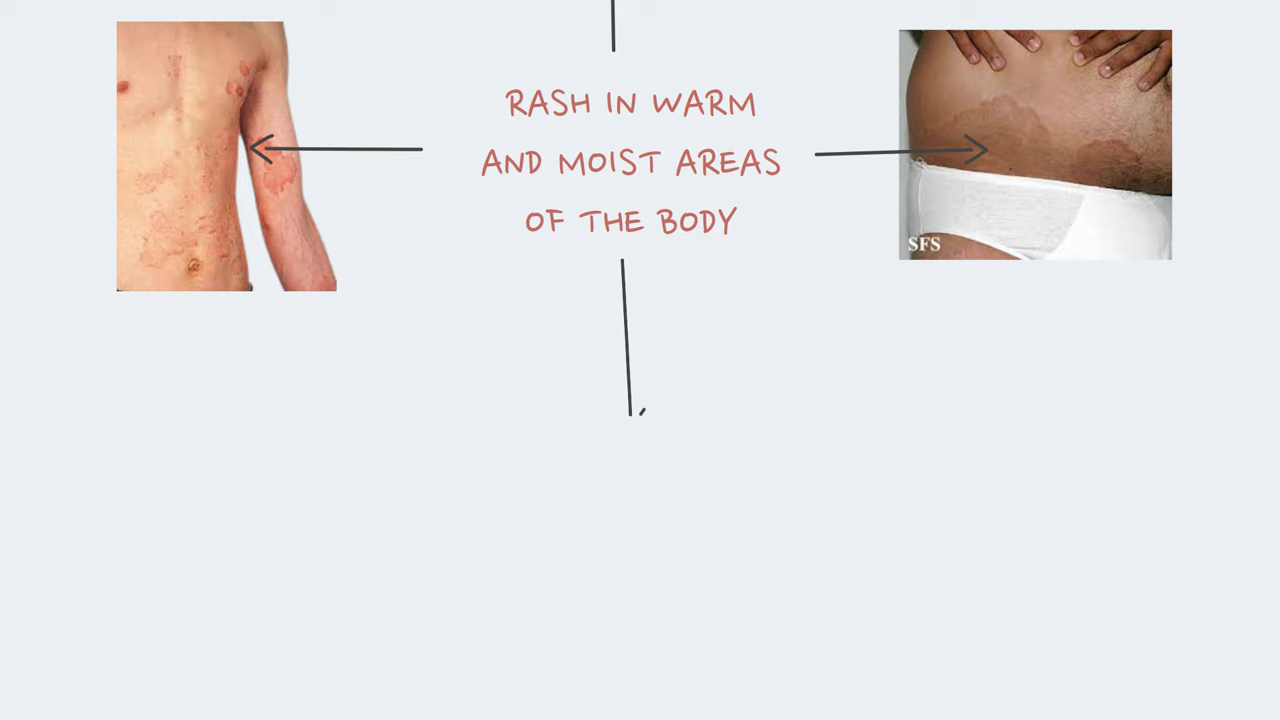 RASH IN WARM
AND MOIST AREAS
OF THE BODY
SFS